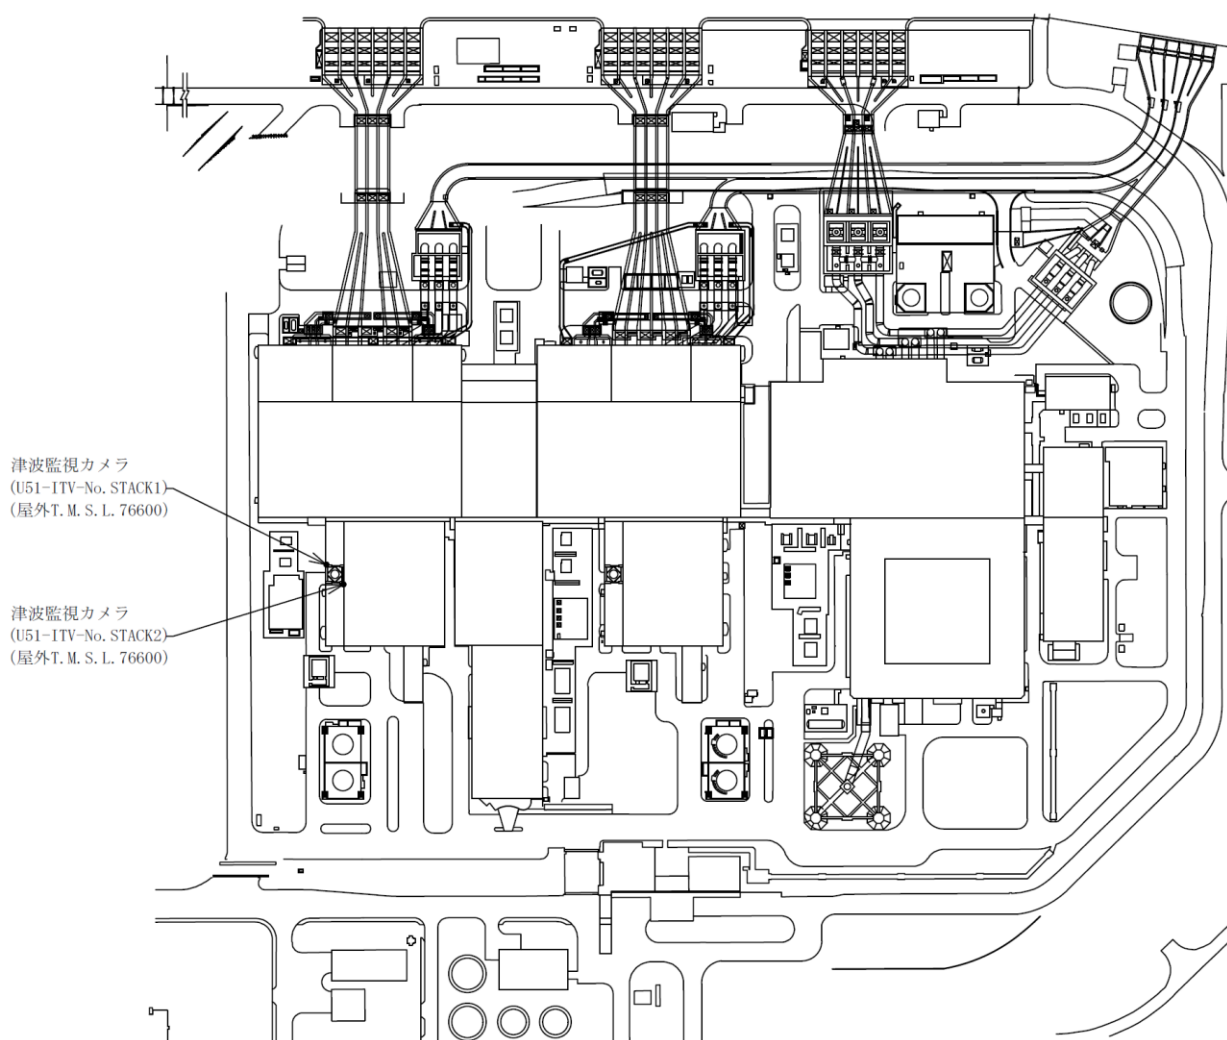 津波監視カメラ
(U51-ITV-No. STACK1)
(屋外T. M. S. L. 76600)
津波監視カメラ
(U51-ITV-No. STACK2)
(屋外T. M. S. L. 76600)